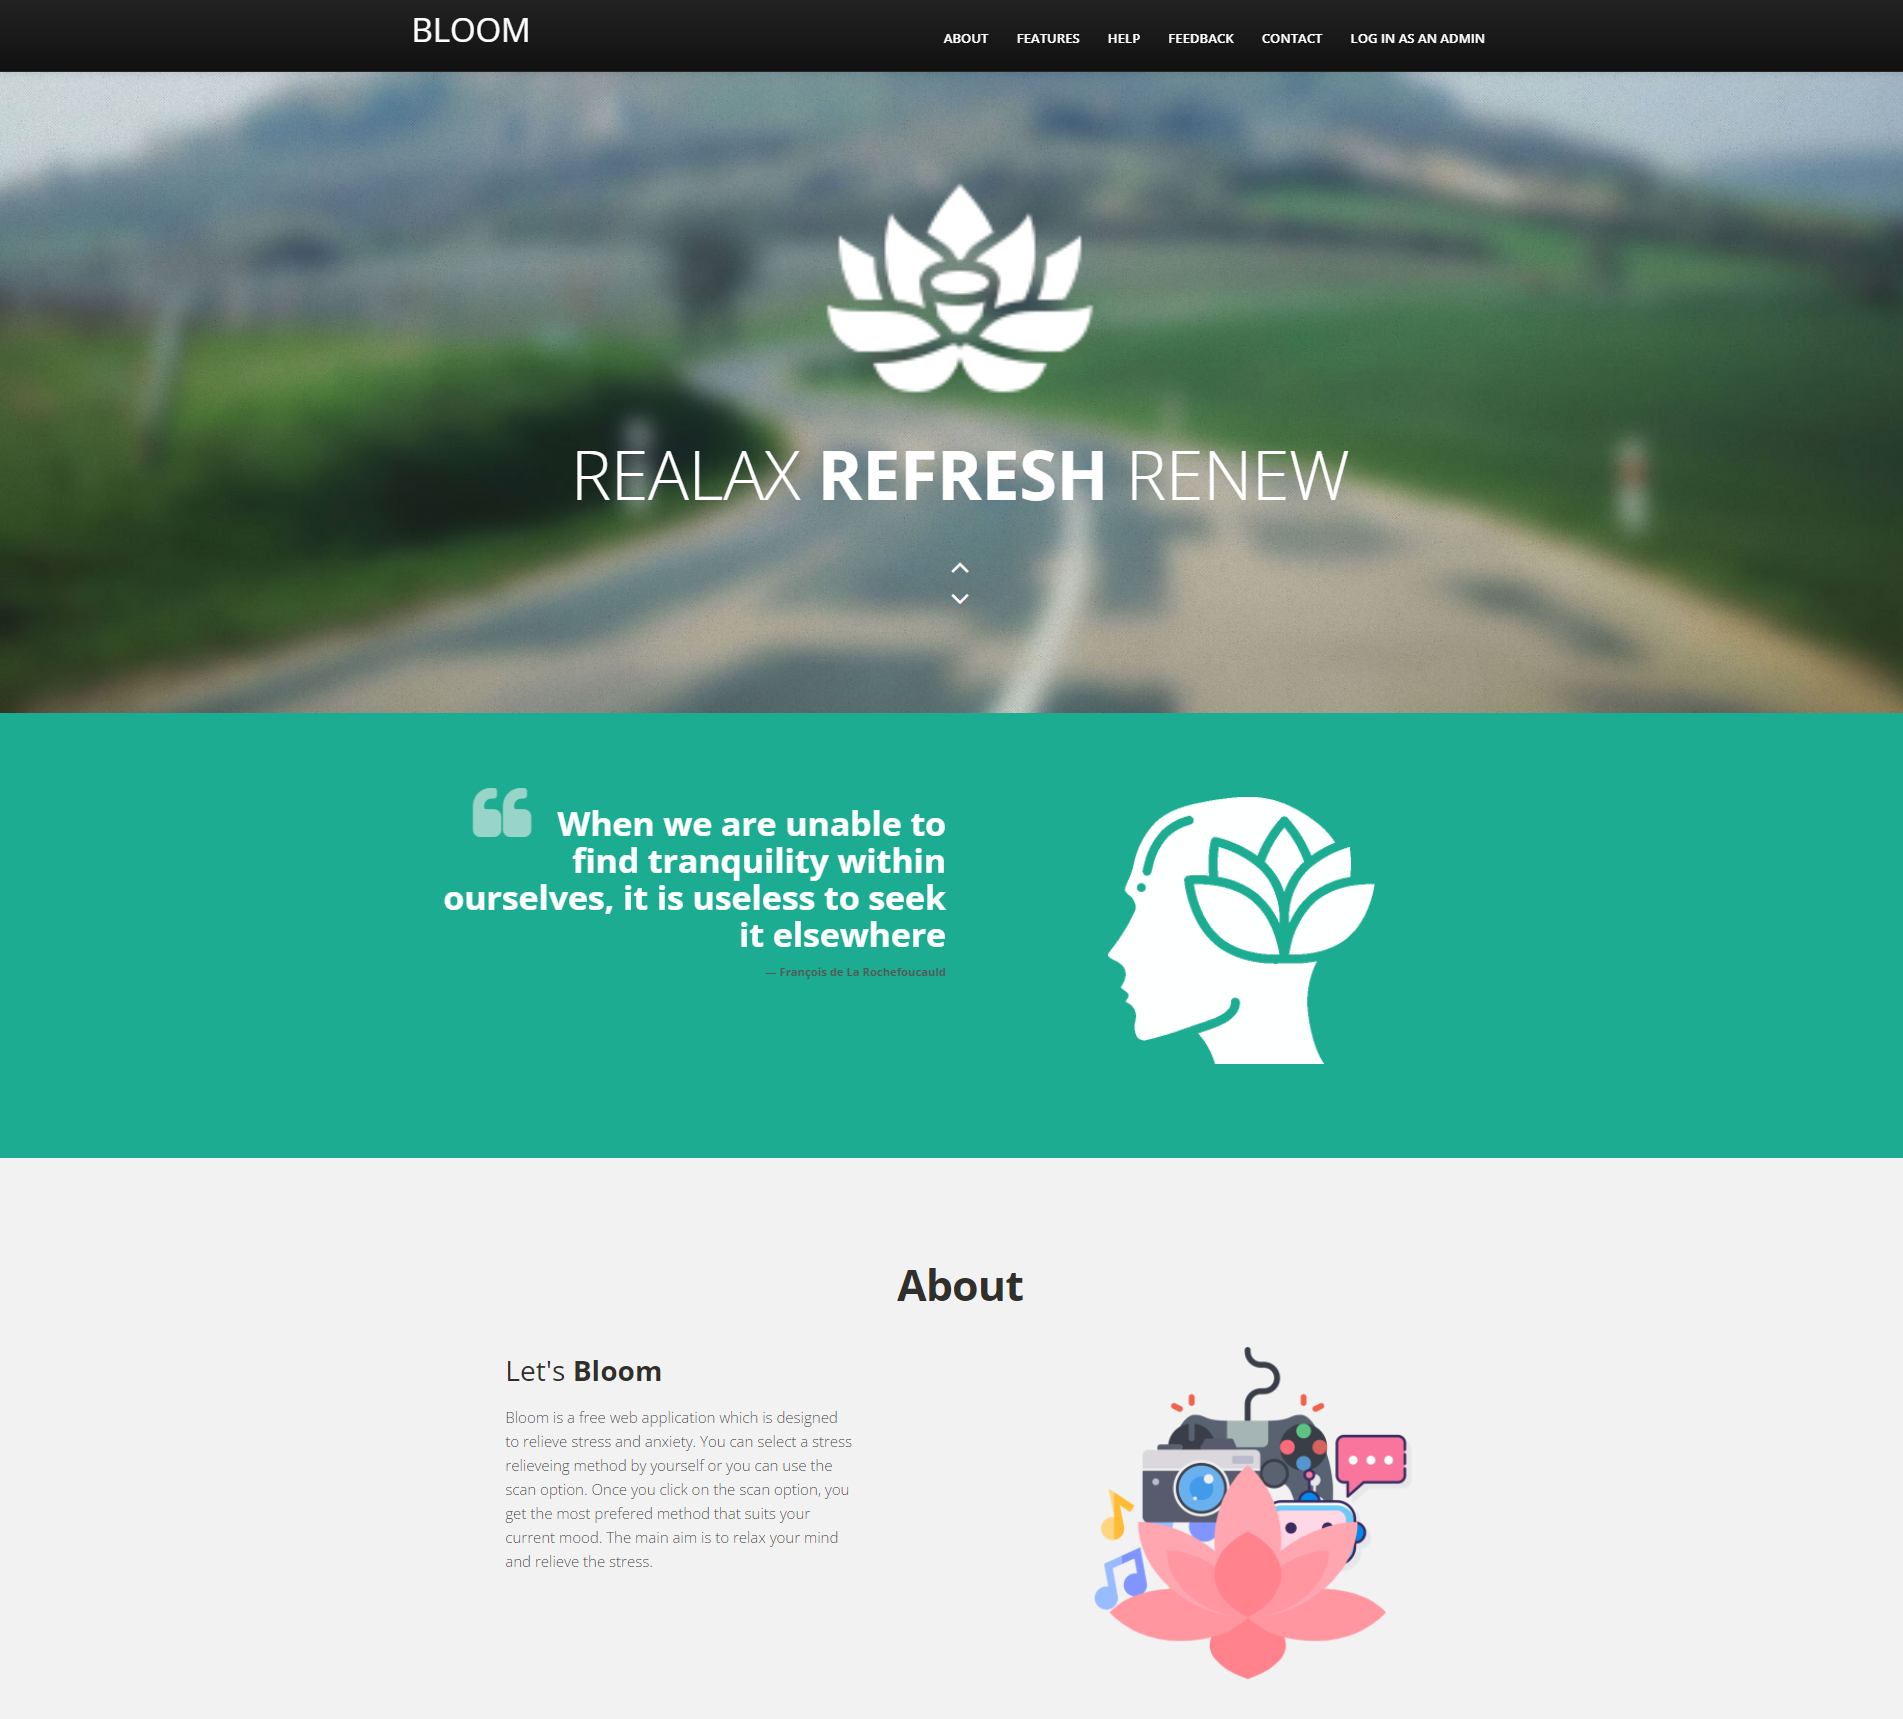 BLOOM
ABOUT FEATURES HELP FEEDBACK CONTACT LOG IN AS AN ADMIN
REALAX REFRESH RENEW
When we are unable to
find tranquility within
ourselves, it is useless to seek
it elsewhere
— François de La Rochefoucauld
About
Let's Bloom
Bloom is a free web application which is designed
to relieve stress and anxiety. You can select a stress
relieveing method by yourself or you can use the
scan option. Once you click on the scan option, you
get the most prefered method that suits your
current mood. The main aim is to relax your mind
and relieve the stress.